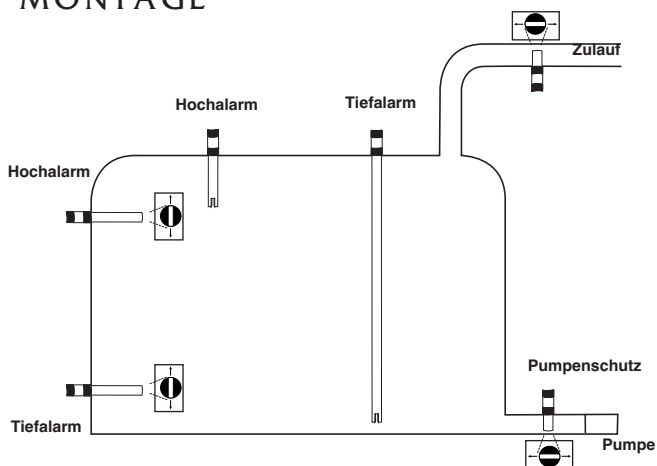 MONTAGE
Zulauf
Hochalarm
Tiefalarm
Hochalarm
Pumpenschutz
Tiefalarm
Pumpe